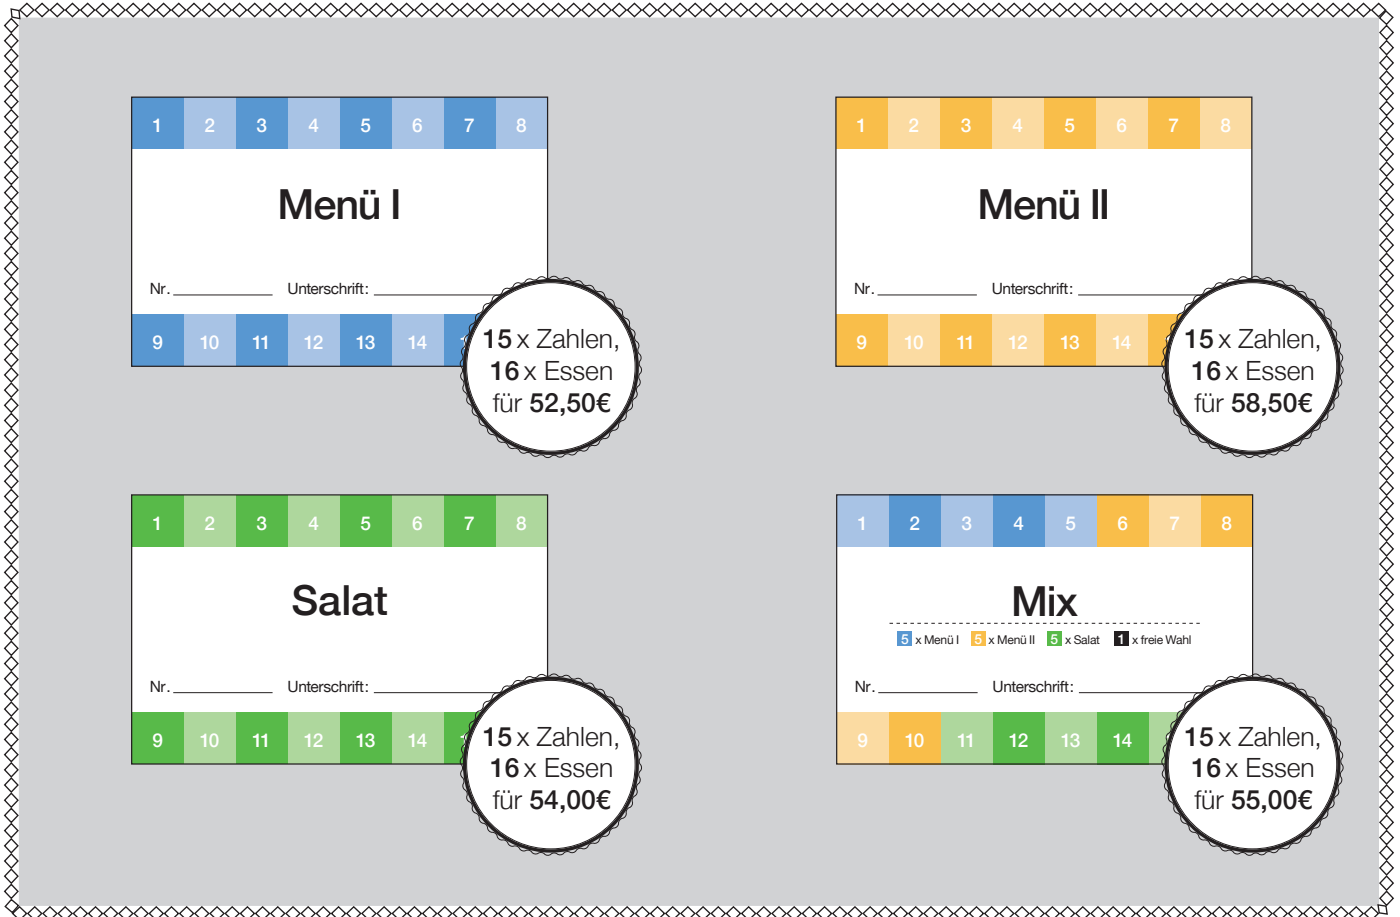 1 2 3 4 5 6 7 8
Menü I
Nr. Unterschrift:
9 10 11 12 13 14
15 x Zahlen,
16 x Essen
für 52,50€
1 2 3 4 5 6 7 8
Menü II
Nr. Unterschrift:
9 10 11 12 13 14
15 x Zahlen,
16 x Essen
für 58,50€
1 2 3 4 5 6 7 8
Salat
Nr. Unterschrift:
9 10 11 12 13 14
15 x Zahlen,
16 x Essen
für 54,00€
1 2 3 4 5 6 7 8
Mix
5 x Menü I 5 x Menü II 5 x Salat 1 x freie Wahl
Nr. Unterschrift:
9 10 11 12 13 14
15 x Zahlen,
16 x Essen
für 55,00€